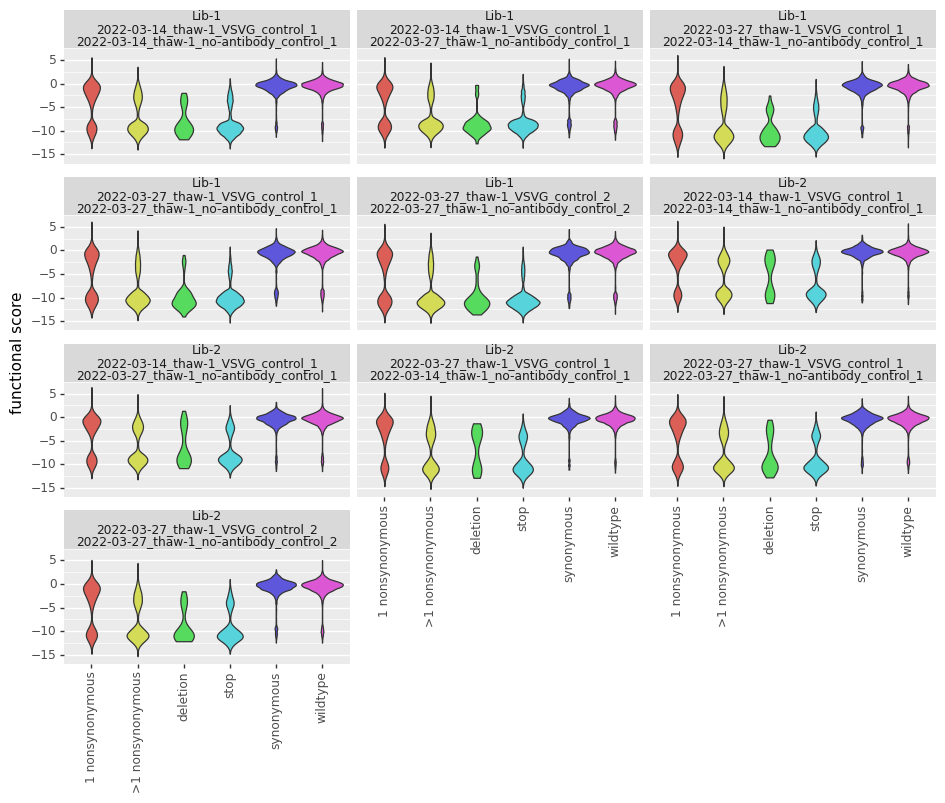 Lib-1
2022-03-14_thaw-1_VSVG_control_1
2022-03-14_thaw-1_no-antibody_control_1
Lib-1
2022-03-14_thaw-1_VSVG_control_1
2022-03-27_thaw-1_no-antibody_control_1
Lib-1
2022-03-27_thaw-1_VSVG_control_1
2022-03-14_thaw-1_no-antibody_control_1
5
0
−5
−10
−15
Lib-1
2022-03-27_thaw-1_VSVG_control_1
2022-03-27_thaw-1_no-antibody_control_1
Lib-1
2022-03-27_thaw-1_VSVG_control_2
2022-03-27_thaw-1_no-antibody_control_2
Lib-2
2022-03-14_thaw-1_VSVG_control_1
2022-03-14_thaw-1_no-antibody_control_1
5
0
−5
−10
−15
functional score
Lib-2
2022-03-14_thaw-1_VSVG_control_1
2022-03-27_thaw-1_no-antibody_control_1
Lib-2
2022-03-27_thaw-1_VSVG_control_1
2022-03-14_thaw-1_no-antibody_control_1
Lib-2
2022-03-27_thaw-1_VSVG_control_1
2022-03-27_thaw-1_no-antibody_control_1
5
0
−5
−10
−15
1 nonsynonymous
>1 nonsynonymous
deletion
stop
synonymous
wildtype
1 nonsynonymous
>1 nonsynonymous
deletion
stop
synonymous
wildtype
Lib-2
2022-03-27_thaw-1_VSVG_control_2
2022-03-27_thaw-1_no-antibody_control_2
5
0
−5
−10
−15
1 nonsynonymous
>1 nonsynonymous
deletion
stop
synonymous
wildtype